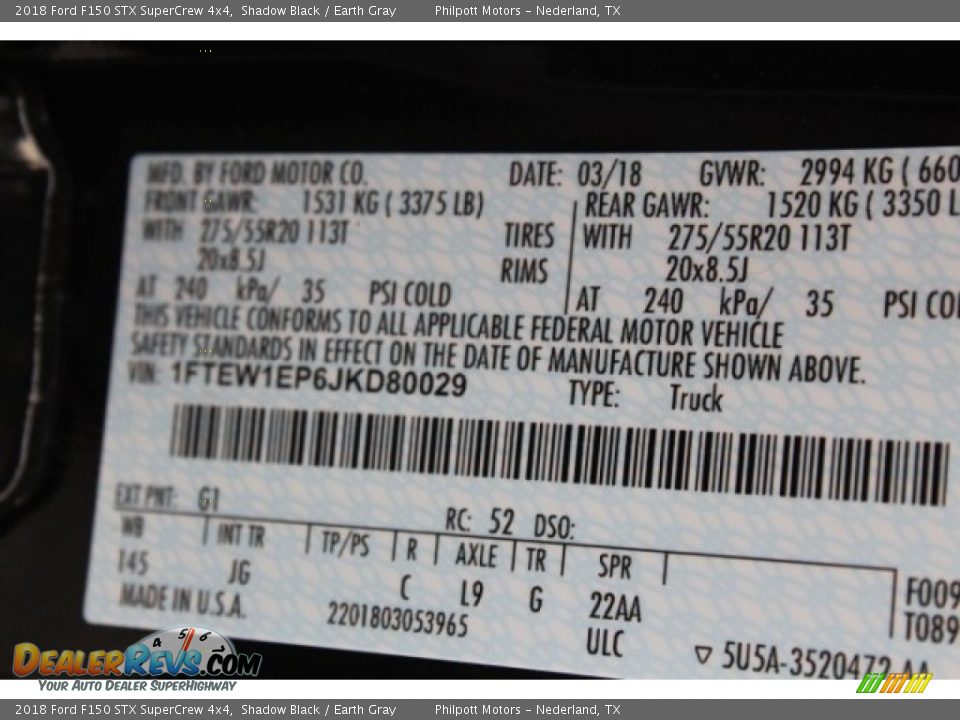 2018 Ford F150 STX SuperCrew 4x4, Shadow Black / Earth Gray Philpott Motors – Nederland, TX
MFD. BY FORD MOTOR CO. DATE: 03/18 GVWR: 2994 KG ( 660
FRONT GAWR: 1531 KG ( 3375 LB) REAR GAWR: 1520 KG ( 3350 L
WITH 275/55R20 113T TIRES WITH 275/55R20 113T
20x8.5J RIMS 20x8.5J
AT 240 kPa/ 35 PSI COLD AT 240 kPa/ 35 PSI COL
THIS VEHICLE CONFORMS TO ALL APPLICABLE FEDERAL MOTOR VEHICLE
SAFETY STANDARDS IN EFFECT ON THE DATE OF MANUFACTURE SHOWN ABOVE.
VIN: 1FTEW1EP6JKD80029 TYPE: Truck
EXT PNT: G1 RC: 52 DSO:
WB INT TR TP/PS R AXLE TR SPR
145 JG C L9 G 22AA F009
MADE IN U.S.A. 2201803053965 ULC T089
5U5A-3520472 AA
4 5 6
DEALERREVS.COM
YOUR AUTO DEALER SUPERHIGHWAY
2018 Ford F150 STX SuperCrew 4x4, Shadow Black / Earth Gray Philpott Motors – Nederland, TX